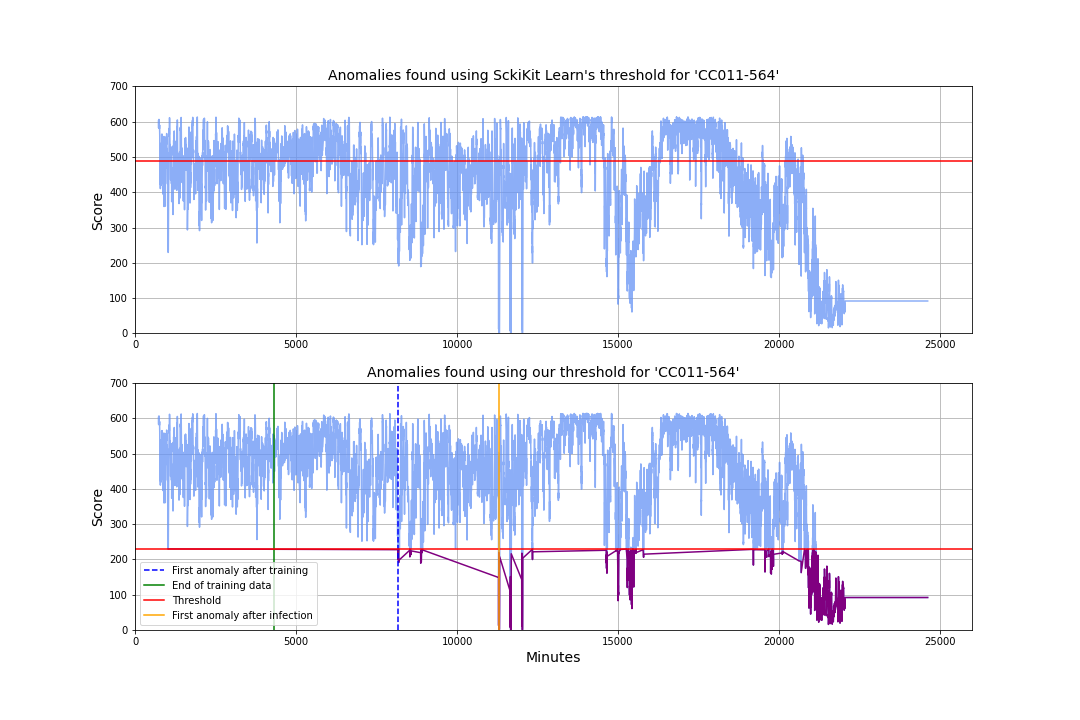 Anomalies found using SckiKit Learn's threshold for 'CC011-564'
700
600
500
400
300
200
100
0
Score
0 5000 10000 15000 20000 25000
Anomalies found using our threshold for 'CC011-564'
700
600
500
400
300
200
100
0
Score
First anomaly after training
End of training data
Threshold
First anomaly after infection
0 5000 10000 15000 20000 25000
Minutes